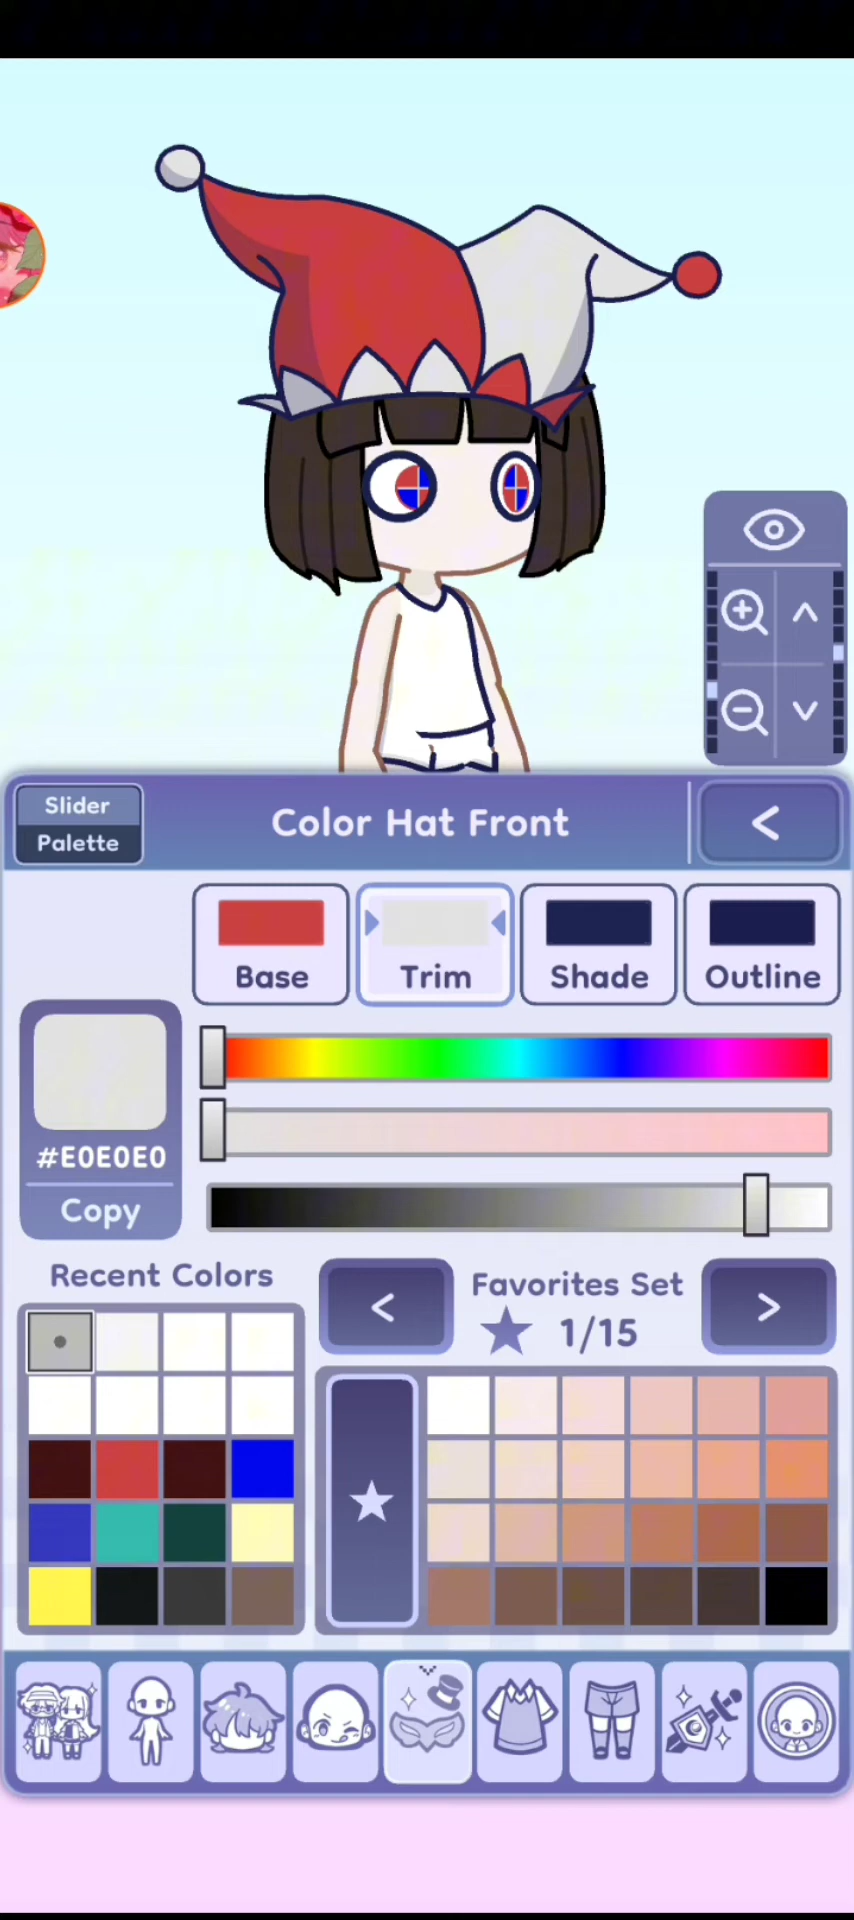 Slider
Palette
Color Hat Front
<
Base
Trim
Shade
Outline
#E0E0E0
Copy
Recent Colors
<
Favorites Set
1/15
>